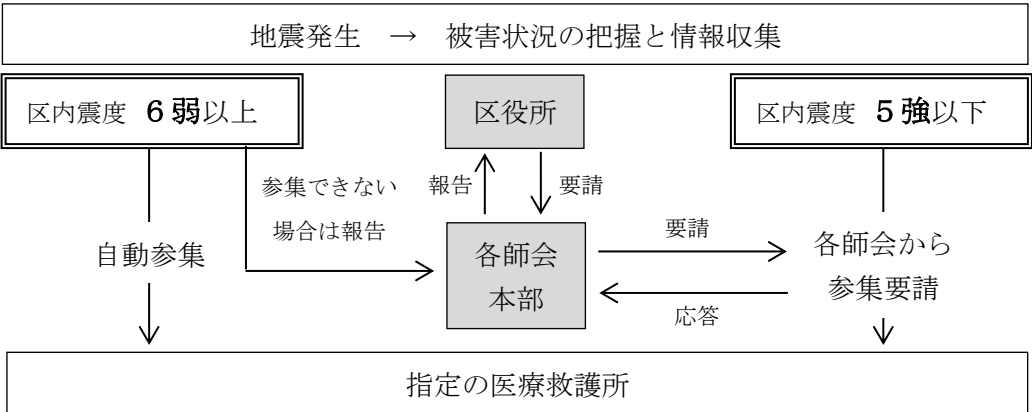 地震発生　→　被害状況の把握と情報収集
区内震度 ６弱以上
区役所
区内震度 ５強以下
参集できない
場合は報告
報告
要請
自動参集
各師会
本部
要請
応答
各師会から
参集要請
指定の医療救護所